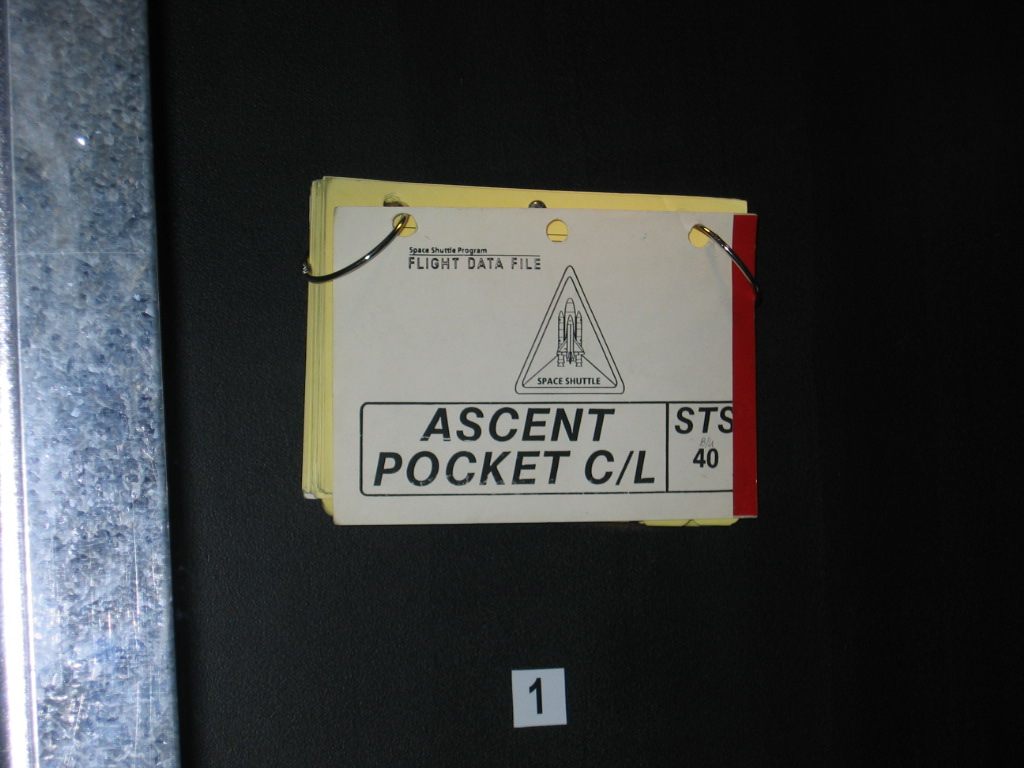 Space Shuttle Program
FLIGHT DATA FILE
SPACE SHUTTLE
ASCENT
POCKET C/L
STS
40
1